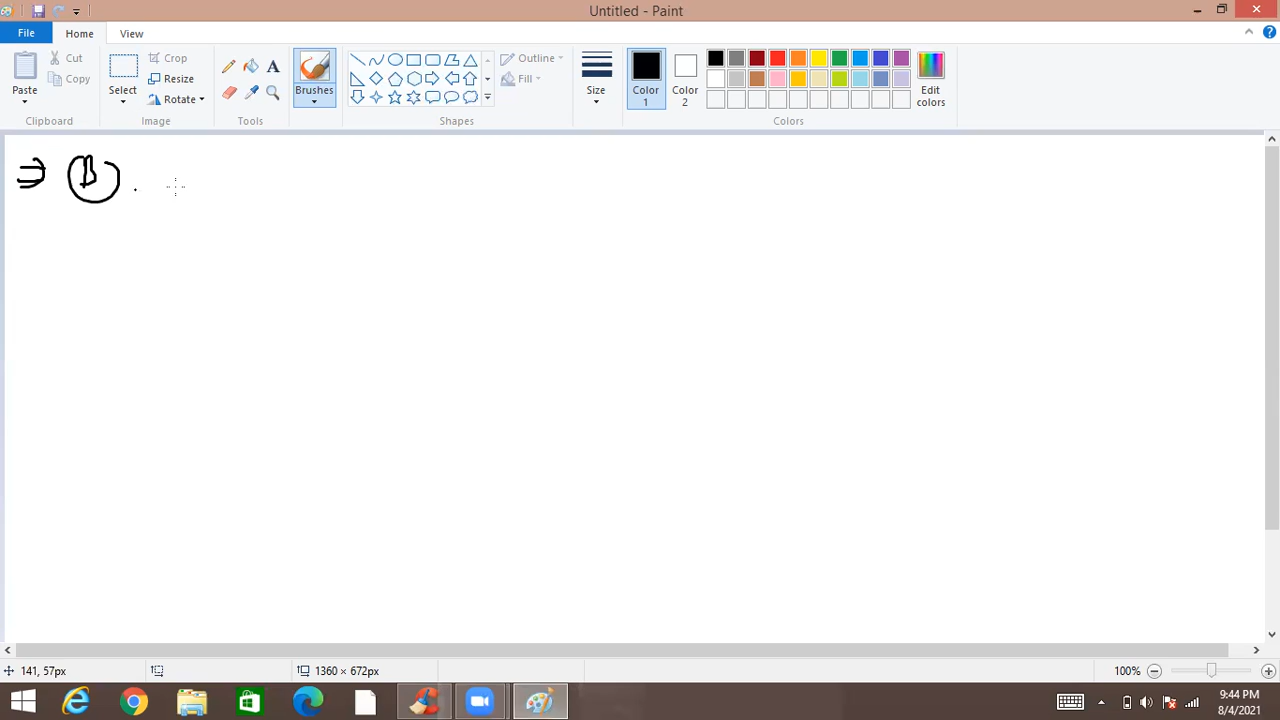 Untitled - Paint
File Home View
Paste Cut Copy Clipboard
Select Crop Resize Rotate Image
A Tools
Brushes
Outline Fill Shapes
Size
Color 1 Color 2 Edit colors Colors
⇒ ⓑ .
141, 57px 1360 × 672px 100%
9:44 PM
8/4/2021